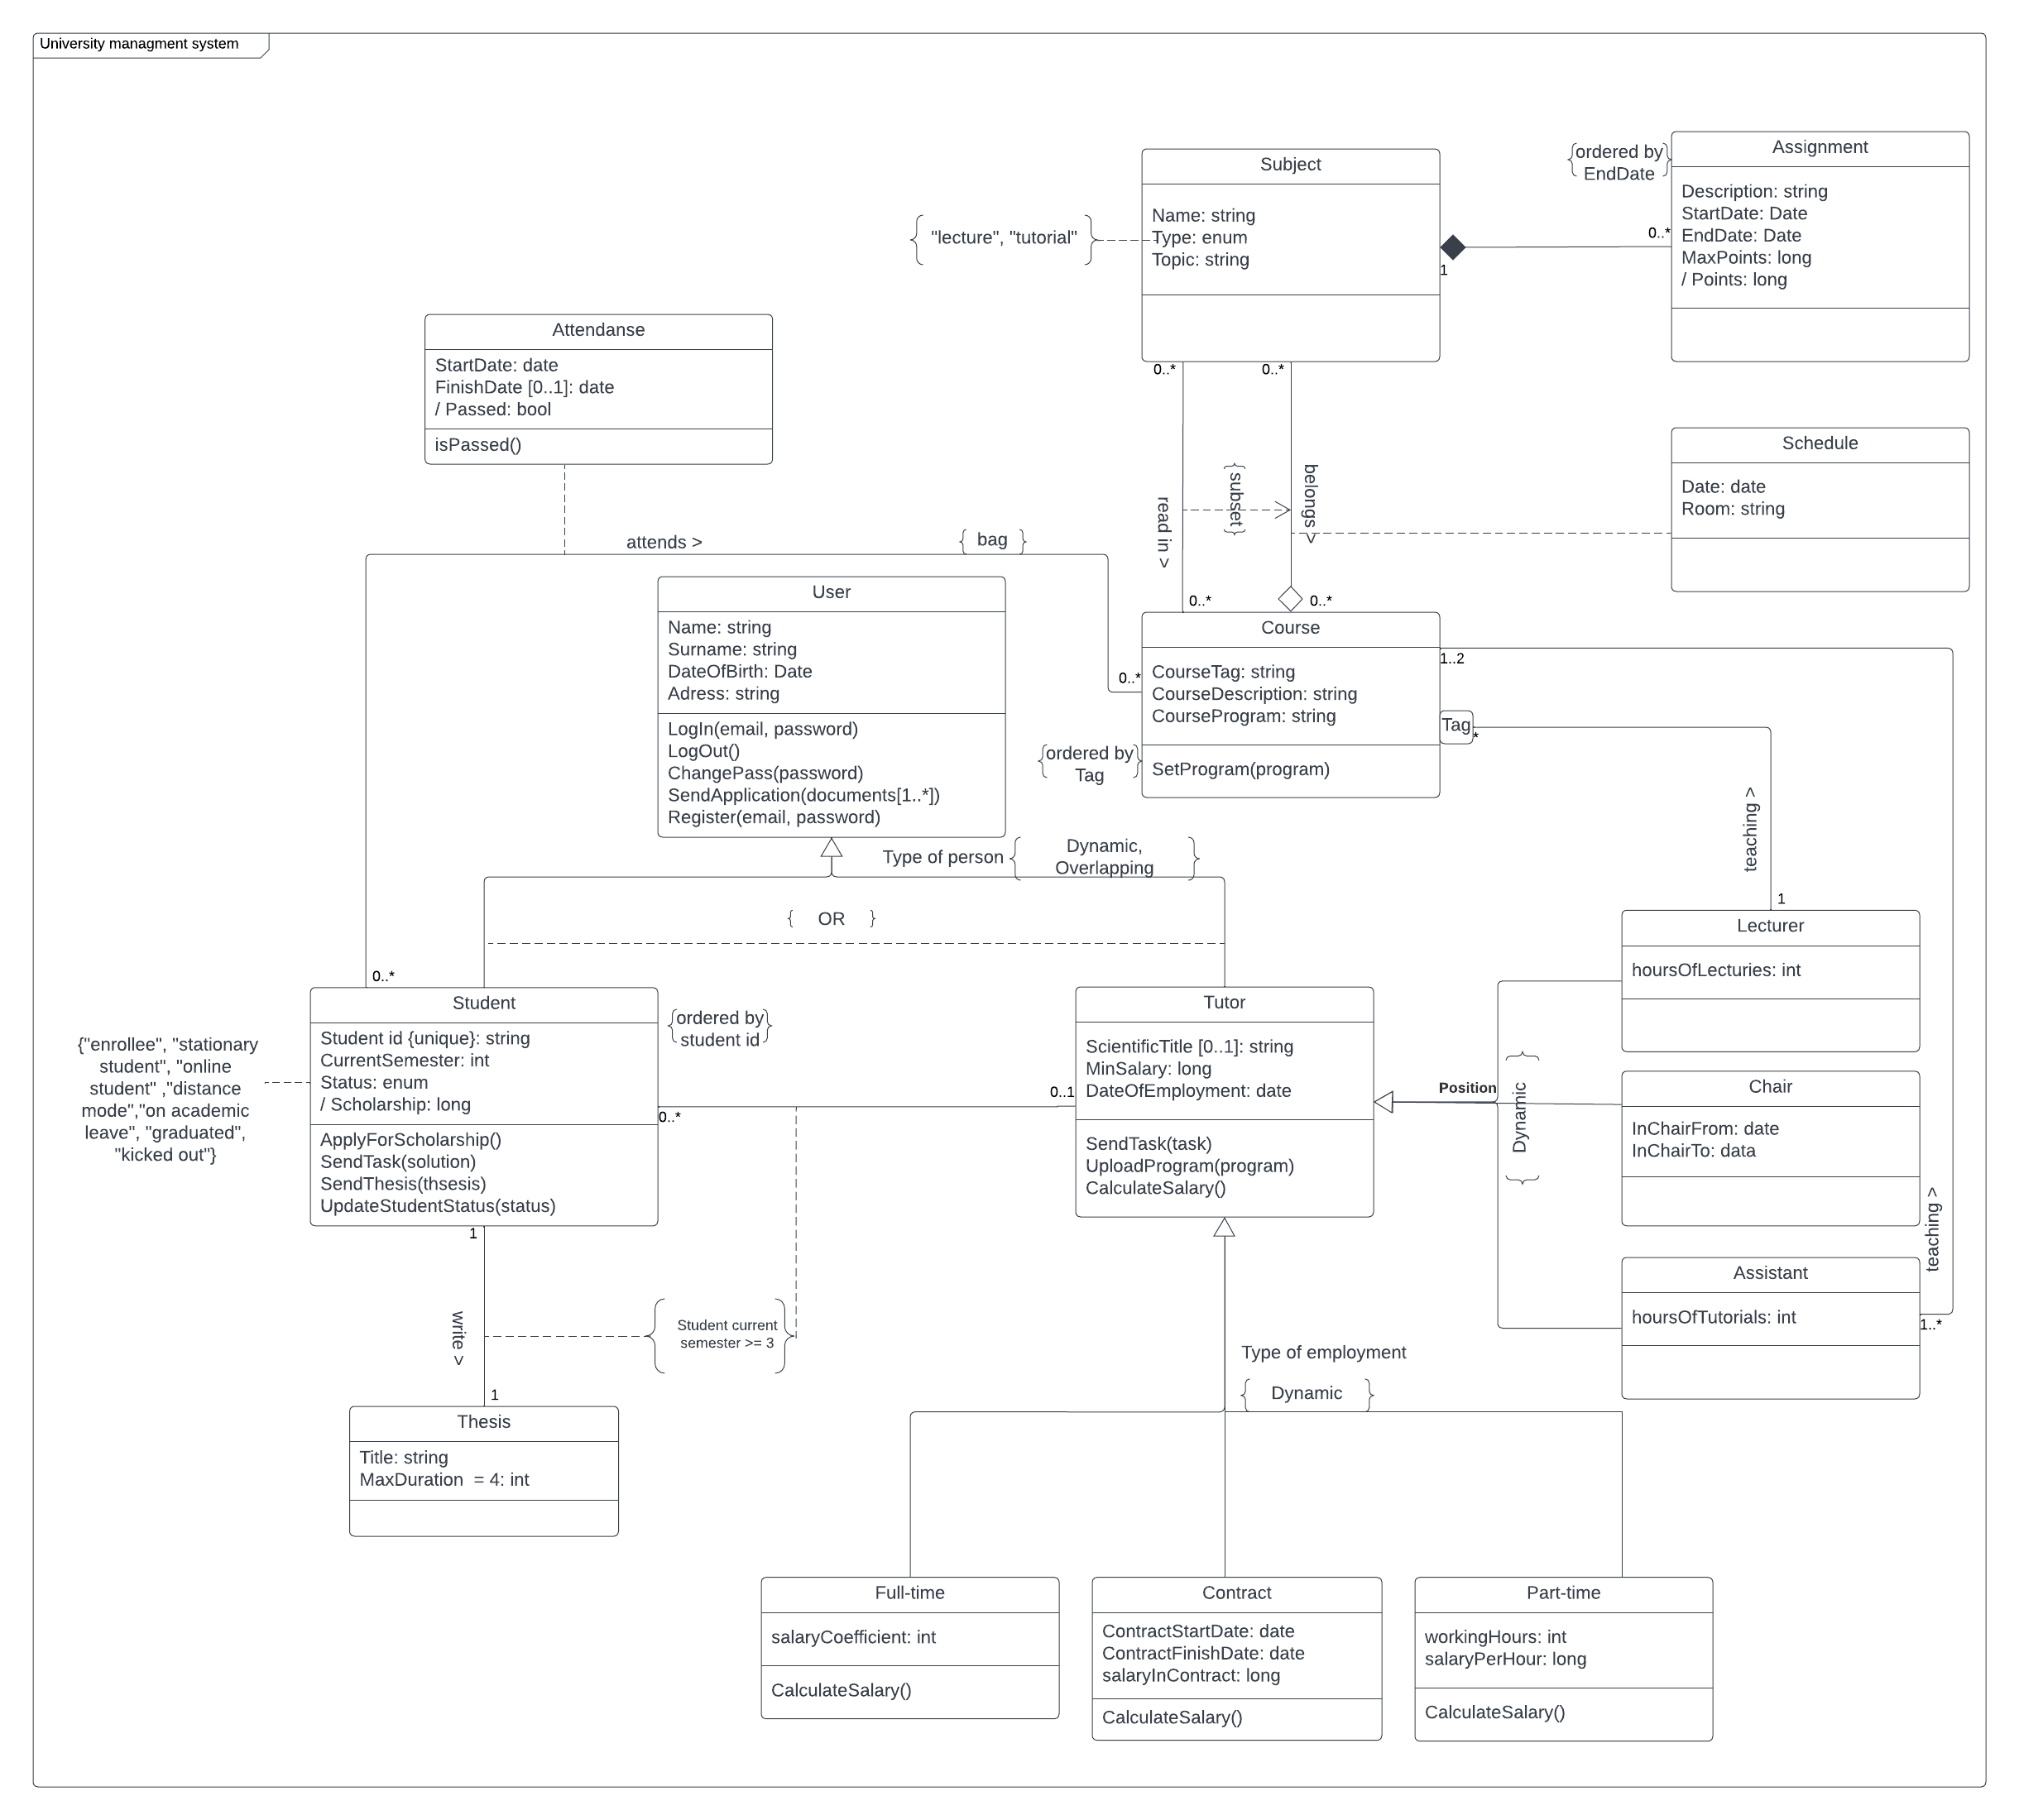 University managment system
Subject
Name: string
Type: enum
Topic: string
"lecture", "tutorial"
ordered by
EndDate
Assignment
Description: string
StartDate: Date
EndDate: Date
MaxPoints: long
/ Points: long
0..*
1
Attendanse
StartDate: date
FinishDate [0..1]: date
/ Passed: bool
isPassed()
0..*
0..*
read in >
{subset}
belongs >
0..*
0..*
Schedule
Date: date
Room: string
attends >
{ bag }
User
Name: string
Surname: string
DateOfBirth: Date
Adress: string
LogIn(email, password)
LogOut()
ChangePass(password)
SendApplication(documents[1..*])
Register(email, password)
Course
CourseTag: string
CourseDescription: string
CourseProgram: string
SetProgram(program)
0..*
ordered by
Tag
1..2
Tag
*
teaching >
1
Type of person
Dynamic,
Overlapping
{ OR }
0..*
Student
Student id {unique}: string
CurrentSemester: int
Status: enum
/ Scholarship: long
ApplyForScholarship()
SendTask(solution)
SendThesis(thsesis)
UpdateStudentStatus(status)
{"enrollee", "stationary
student", "online
student" ,"distance
mode","on academic
leave", "graduated",
"kicked out"}
ordered by
student id
0..*
0..1
Tutor
ScientificTitle [0..1]: string
MinSalary: long
DateOfEmployment: date
SendTask(task)
UploadProgram(program)
CalculateSalary()
Position
{ Dynamic }
Lecturer
hoursOfLecturies: int
Chair
InChairFrom: date
InChairTo: data
teaching >
Assistant
hoursOfTutorials: int
1..*
1
write >
1
Student current
semester >= 3
Thesis
Title: string
MaxDuration  = 4: int
Type of employment
{ Dynamic }
Full-time
salaryCoefficient: int
CalculateSalary()
Contract
ContractStartDate: date
ContractFinishDate: date
salaryInContract: long
CalculateSalary()
Part-time
workingHours: int
salaryPerHour: long
CalculateSalary()